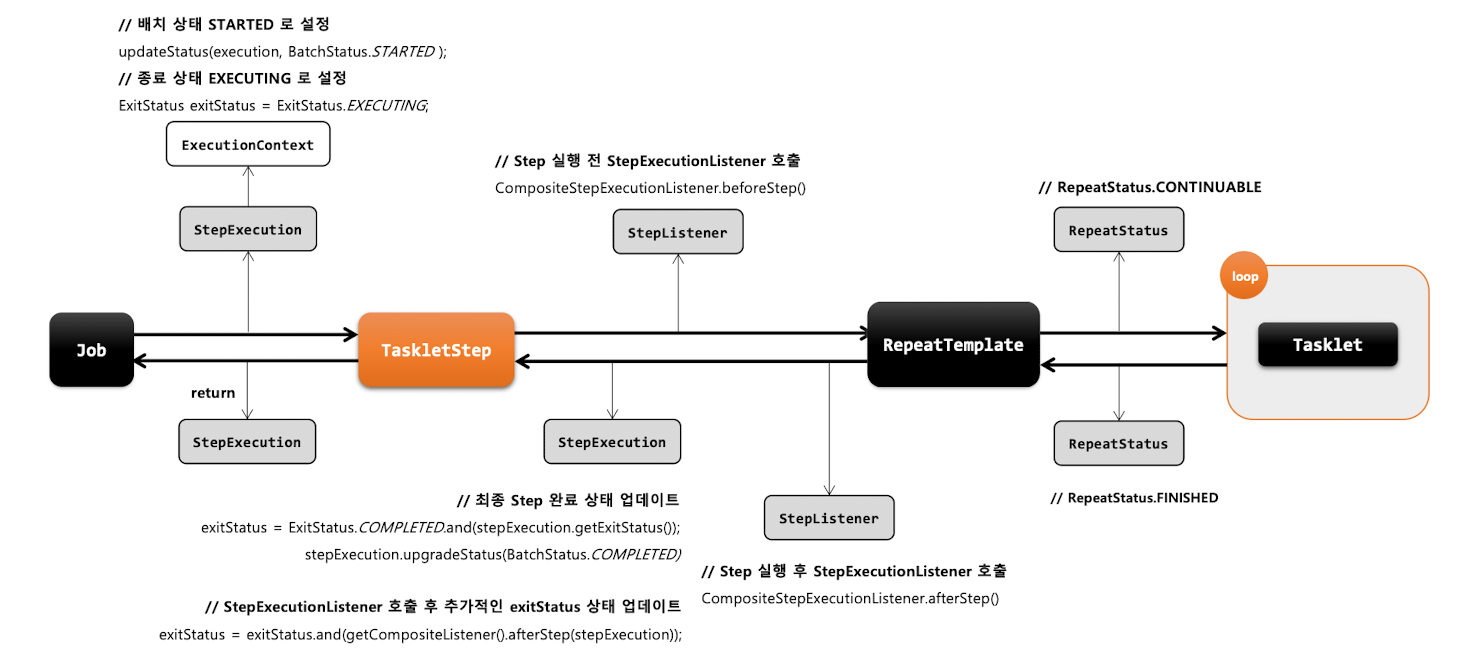 // 배치 상태 STARTED 로 설정
updateStatus(execution, BatchStatus.STARTED );
// 종료 상태 EXECUTING 로 설정
ExitStatus exitStatus = ExitStatus.EXECUTING;
ExecutionContext
StepExecution
// Step 실행 전 StepExecutionListener 호출
CompositeStepExecutionListener.beforeStep()
StepListener
// RepeatStatus.CONTINUABLE
RepeatStatus
loop
Job
TaskletStep
RepeatTemplate
Tasklet
return
StepExecution
StepExecution
RepeatStatus
// RepeatStatus.FINISHED
// 최종 Step 완료 상태 업데이트
exitStatus = ExitStatus.COMPLETED.and(stepExecution.getExitStatus());
stepExecution.upgradeStatus(BatchStatus.COMPLETED)
StepListener
// Step 실행 후 StepExecutionListener 호출
CompositeStepExecutionListener.afterStep()
// StepExecutionListener 호출 후 추가적인 exitStatus 상태 업데이트
exitStatus = exitStatus.and(getCompositeListener().afterStep(stepExecution));